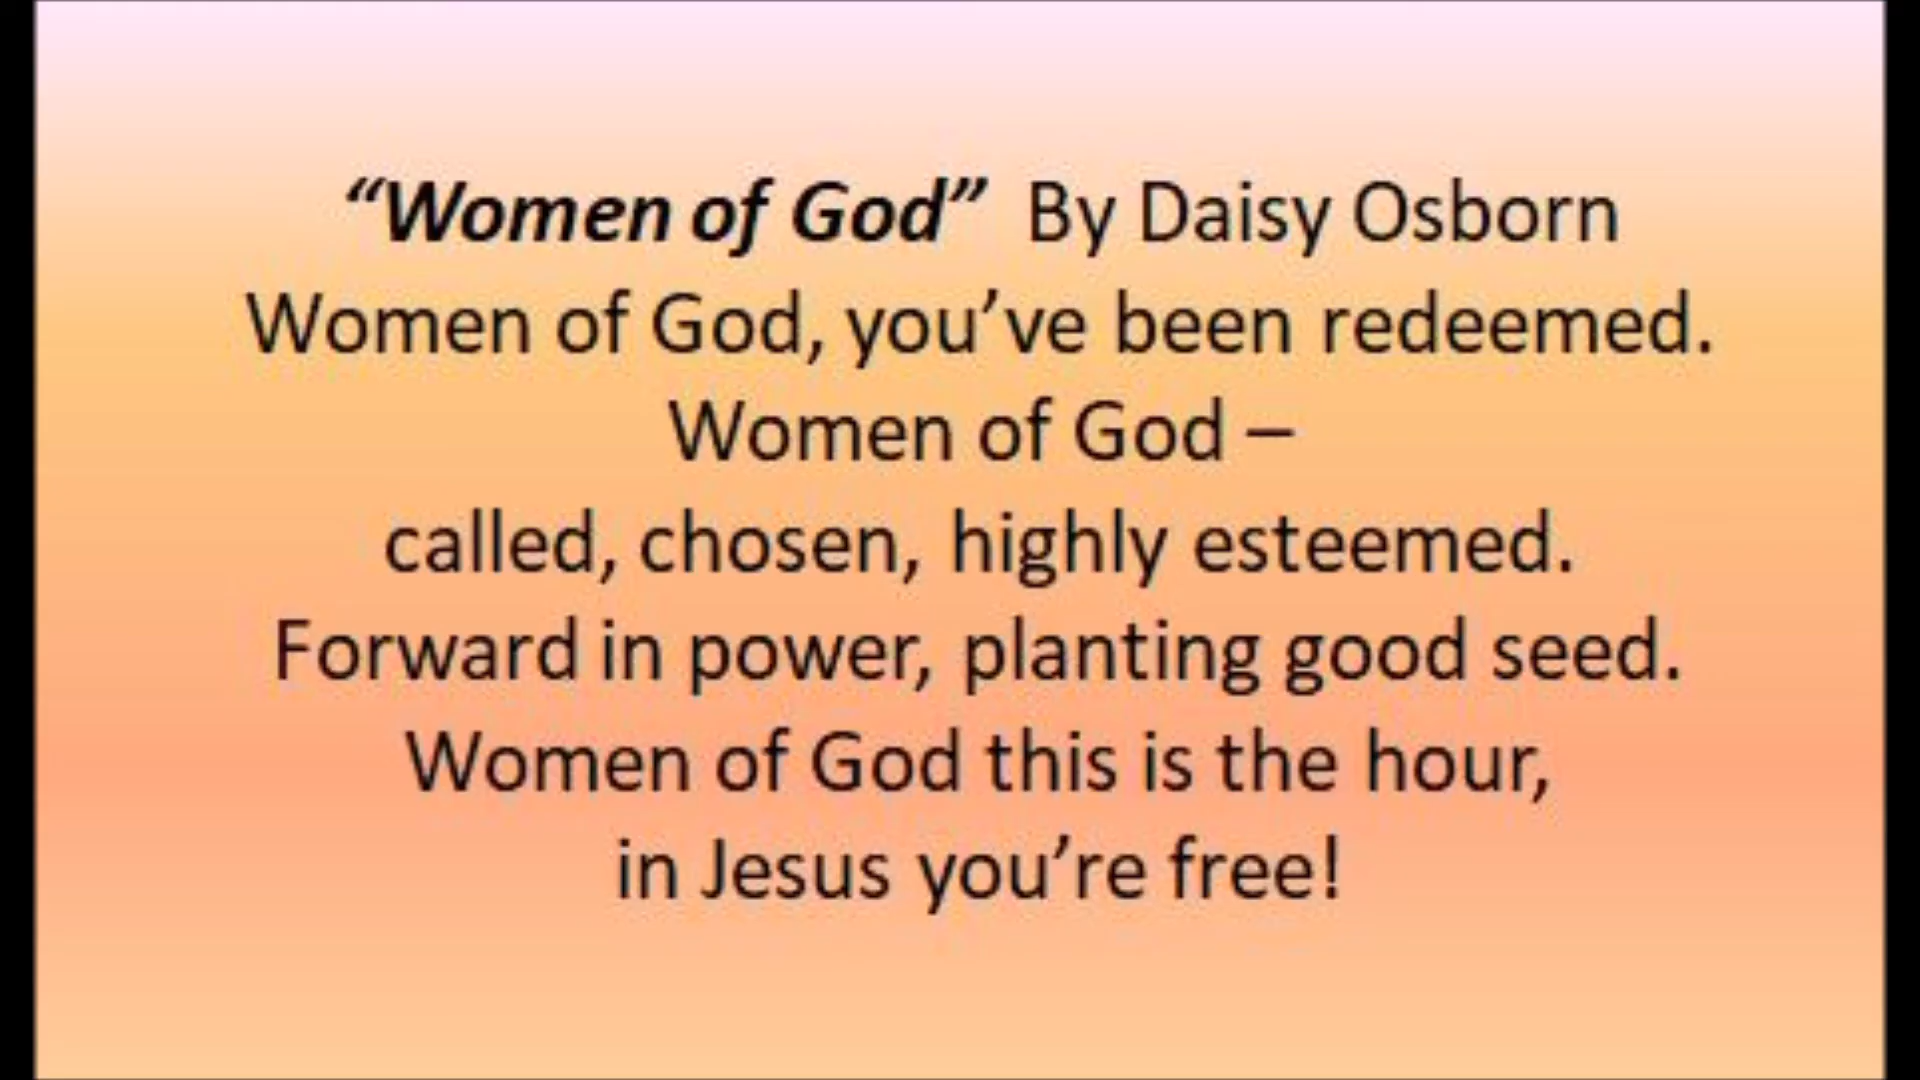 “Women of God” By Daisy Osborn
Women of God, you’ve been redeemed.
Women of God –
called, chosen, highly esteemed.
Forward in power, planting good seed.
Women of God this is the hour,
in Jesus you’re free!